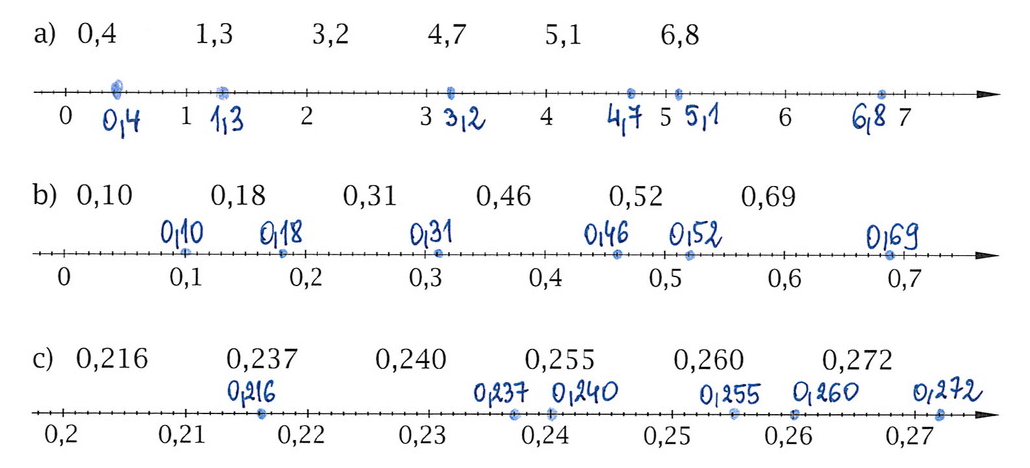 a) 0,4 1,3 3,2 4,7 5,1 6,8
0 0,4 1 1,3 2 3 3,2 4 4,7 5 5,1 6 6,8 7
b) 0,10 0,18 0,31 0,46 0,52 0,69
0,10 0,18 0,31 0,46 0,52 0,69
0 0,1 0,2 0,3 0,4 0,5 0,6 0,7
c) 0,216 0,237 0,240 0,255 0,260 0,272
0,216 0,237 0,240 0,255 0,260 0,272
0,2 0,21 0,22 0,23 0,24 0,25 0,26 0,27